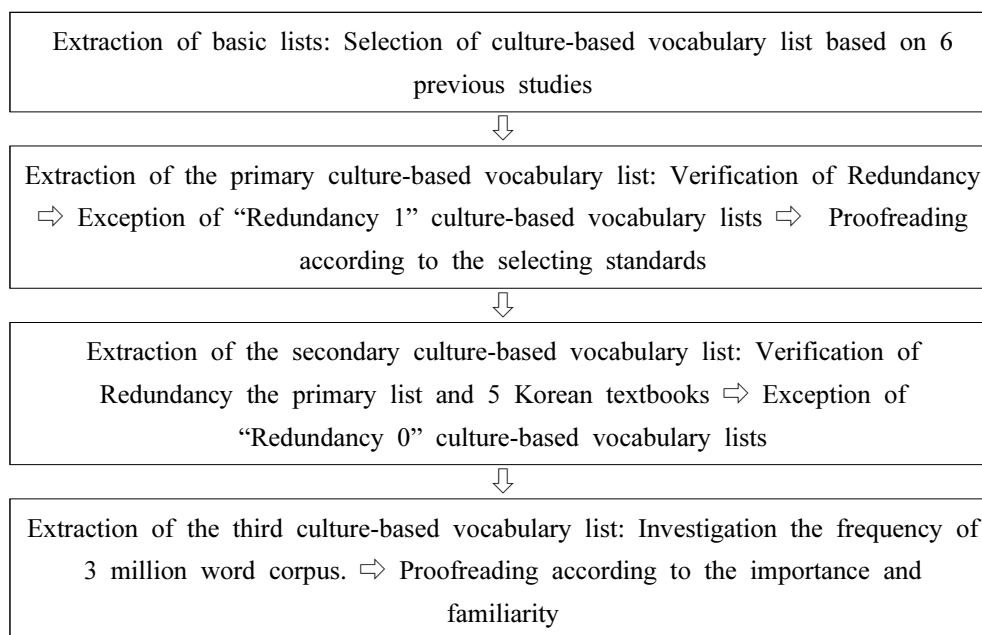 Extraction of basic lists: Selection of culture-based vocabulary list based on 6
previous studies
⇩
Extraction of the primary culture-based vocabulary list: Verification of Redundancy
⇨ Exception of “Redundancy 1” culture-based vocabulary lists ⇨ Proofreading
according to the selecting standards
⇩
Extraction of the secondary culture-based vocabulary list: Verification of
Redundancy the primary list and 5 Korean textbooks ⇨ Exception of
“Redundancy 0” culture-based vocabulary lists
⇩
Extraction of the third culture-based vocabulary list: Investigation the frequency of
3 million word corpus. ⇨ Proofreading according to the importance and
familiarity